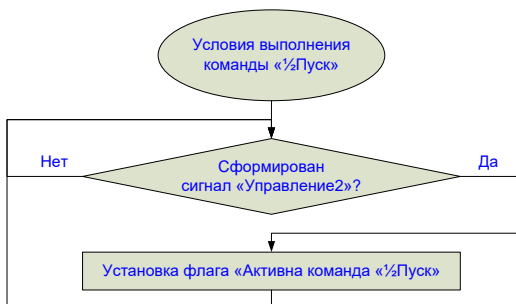 Условия выполнения
команды «½Пуск»
Нет
Сформирован
сигнал «Управление2»?
Да
Установка флага «Активна команда «½Пуск»